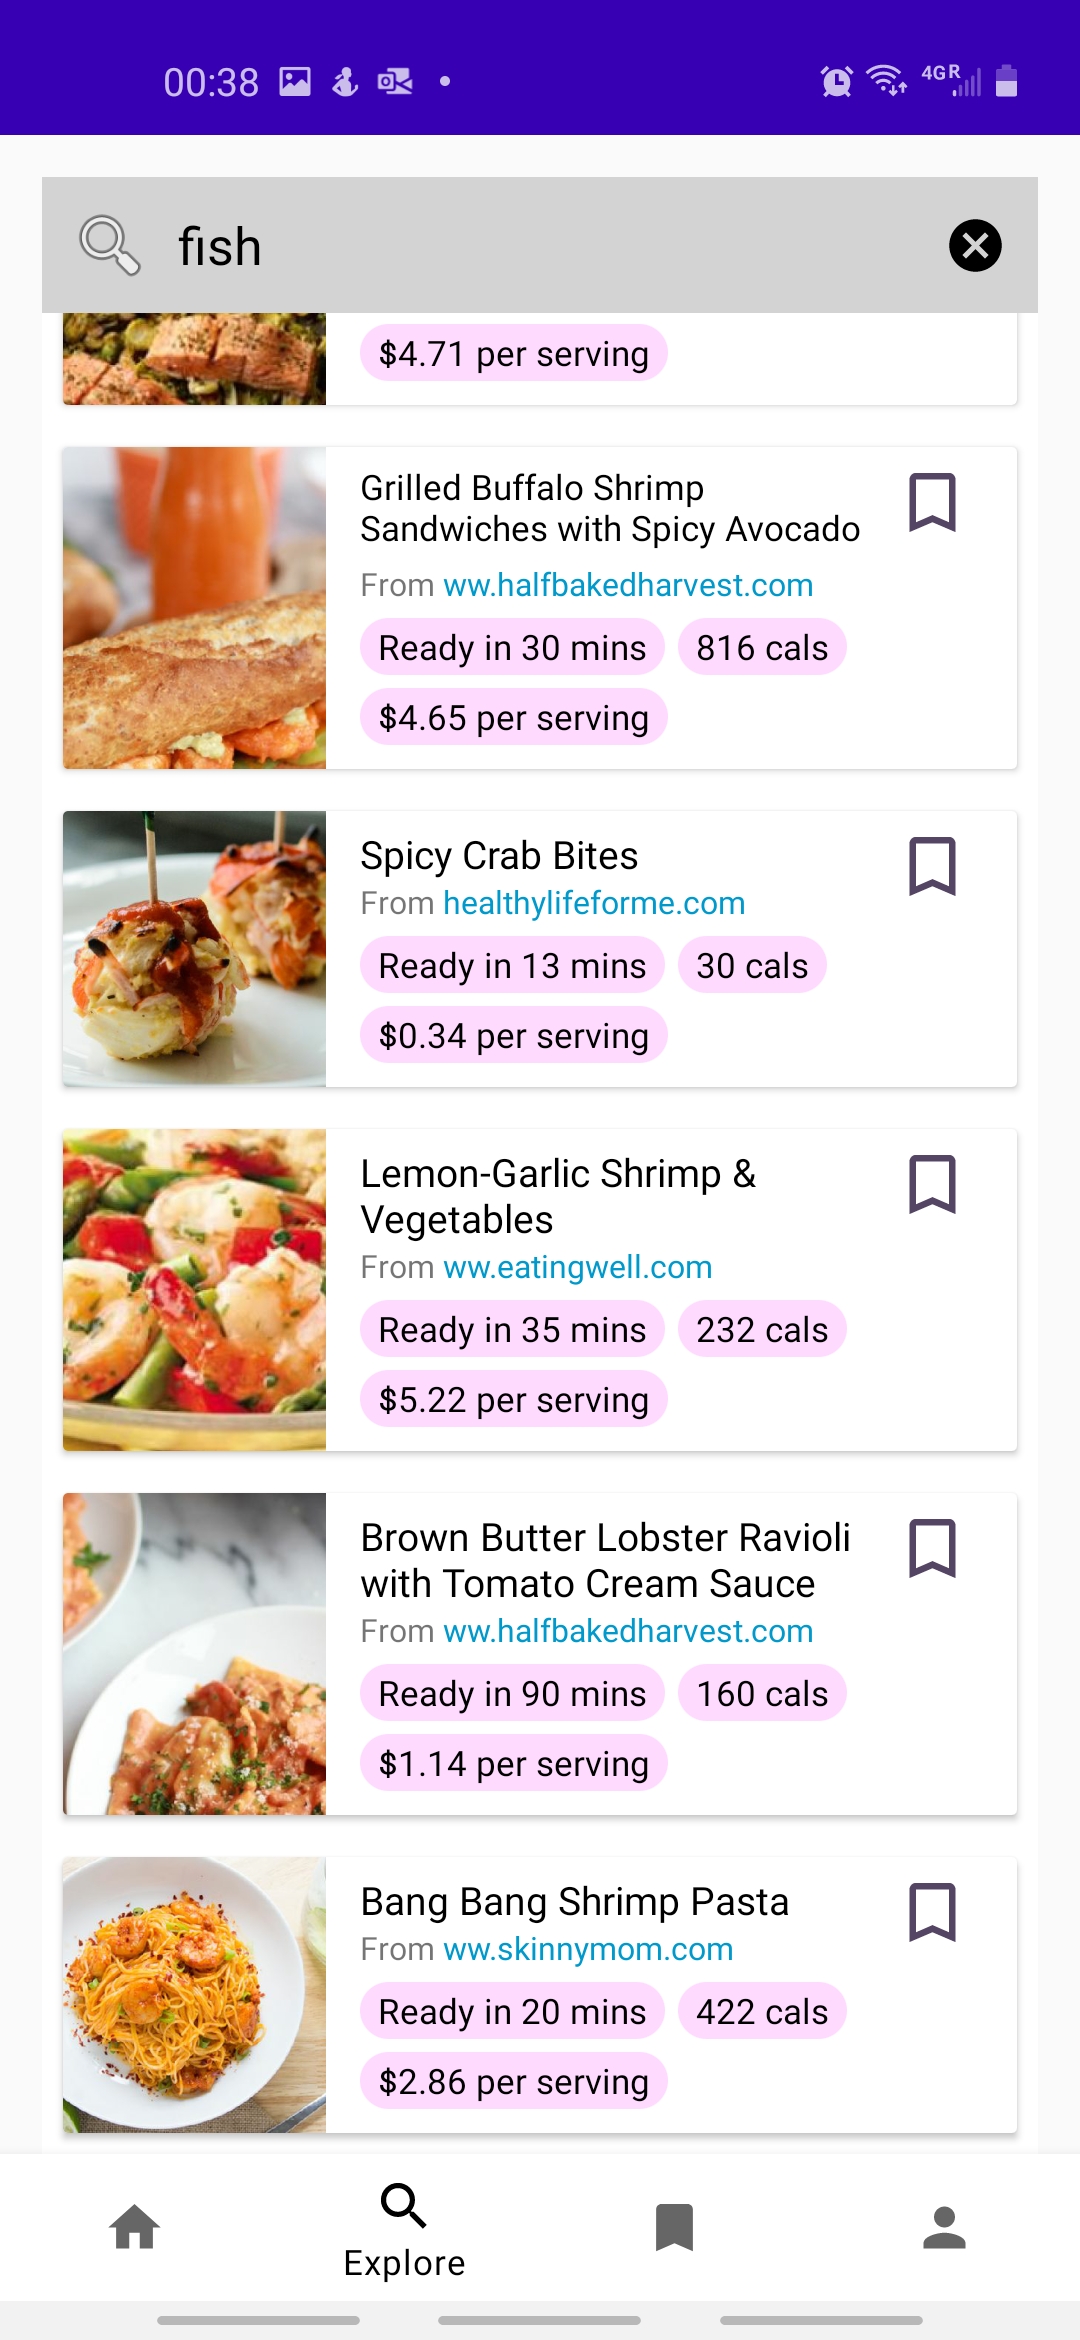 00:38
4GR
fish
$4.71 per serving
Grilled Buffalo Shrimp
Sandwiches with Spicy Avocado
From ww.halfbakedharvest.com
Ready in 30 mins 816 cals
$4.65 per serving
Spicy Crab Bites
From healthylifeforme.com
Ready in 13 mins 30 cals
$0.34 per serving
Lemon-Garlic Shrimp &
Vegetables
From ww.eatingwell.com
Ready in 35 mins 232 cals
$5.22 per serving
Brown Butter Lobster Ravioli
with Tomato Cream Sauce
From ww.halfbakedharvest.com
Ready in 90 mins 160 cals
$1.14 per serving
Bang Bang Shrimp Pasta
From ww.skinnymom.com
Ready in 20 mins 422 cals
$2.86 per serving
Explore